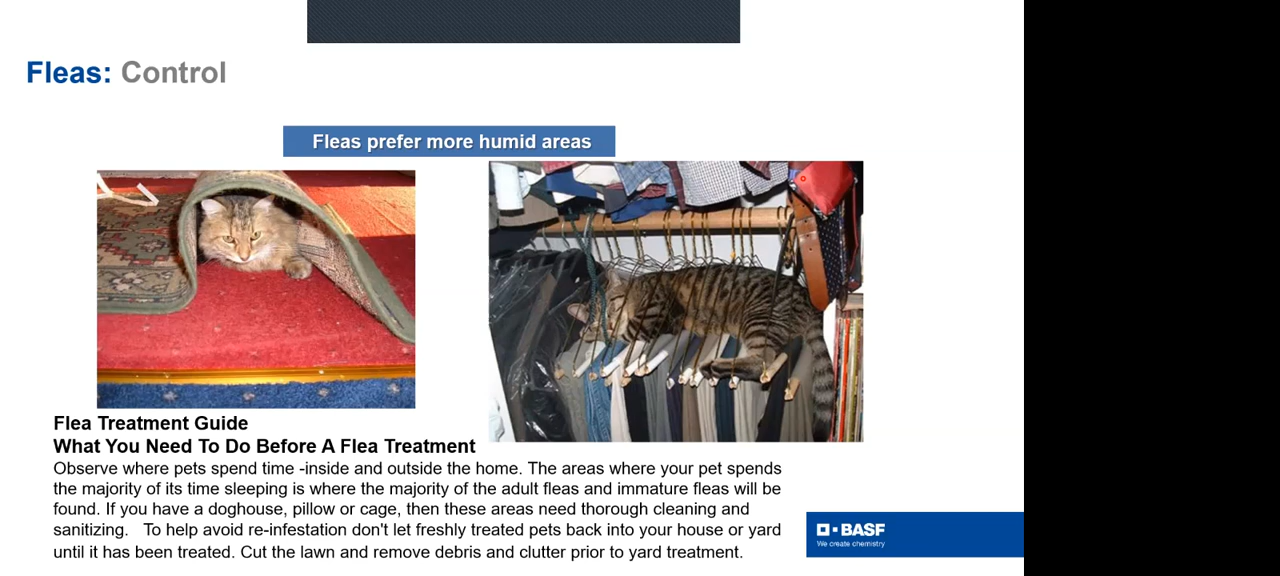 Fleas: Control
Fleas prefer more humid areas
Flea Treatment Guide
What You Need To Do Before A Flea Treatment
Observe where pets spend time -inside and outside the home. The areas where your pet spends
the majority of its time sleeping is where the majority of the adult fleas and immature fleas will be
found. If you have a doghouse, pillow or cage, then these areas need thorough cleaning and
sanitizing.   To help avoid re-infestation don't let freshly treated pets back into your house or yard
until it has been treated. Cut the lawn and remove debris and clutter prior to yard treatment.
BASF
We create chemistry